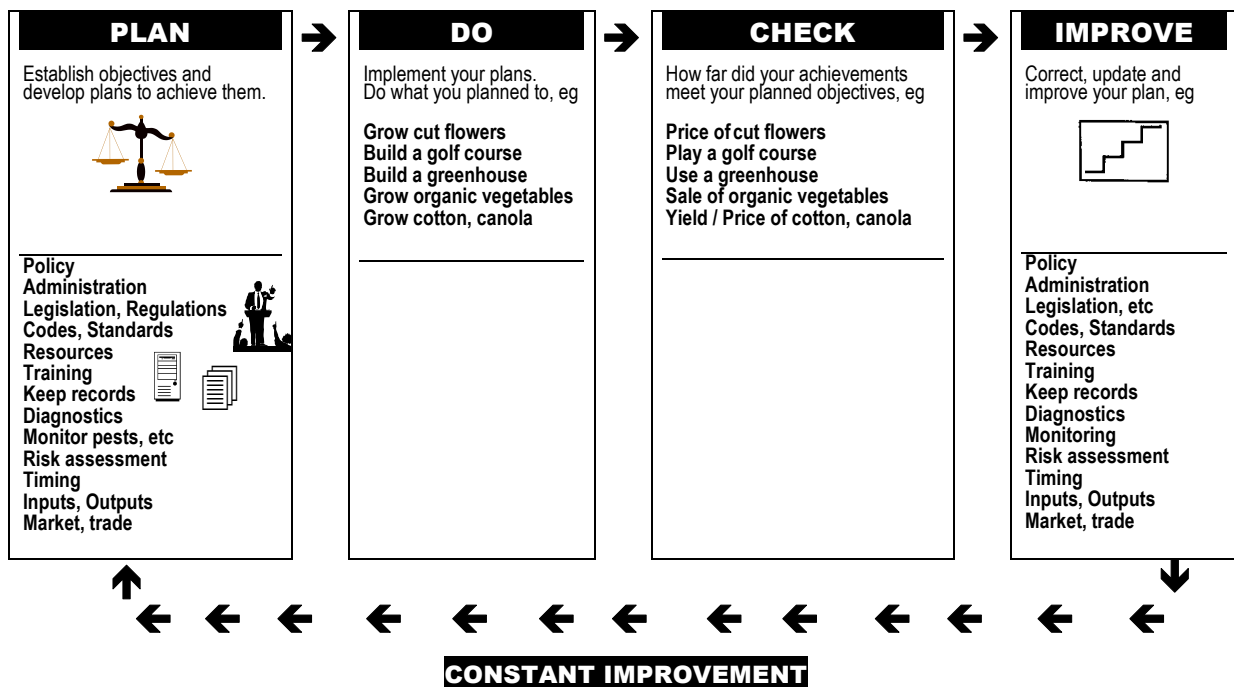 PLAN
Establish objectives and
develop plans to achieve them.
Policy
Administration
Legislation, Regulations
Codes, Standards
Resources
Training
Keep records
Diagnostics
Monitor pests, etc
Risk assessment
Timing
Inputs, Outputs
Market, trade
DO
Implement your plans.
Do what you planned to, eg
Grow cut flowers
Build a golf course
Build a greenhouse
Grow organic vegetables
Grow cotton, canola
CHECK
How far did your achievements
meet your planned objectives, eg
Price of cut flowers
Play a golf course
Use a greenhouse
Sale of organic vegetables
Yield / Price of cotton, canola
IMPROVE
Correct, update and
improve your plan, eg
Policy
Administration
Legislation, etc
Codes, Standards
Resources
Training
Keep records
Diagnostics
Monitoring
Risk assessment
Timing
Inputs, Outputs
Market, trade
CONSTANT IMPROVEMENT